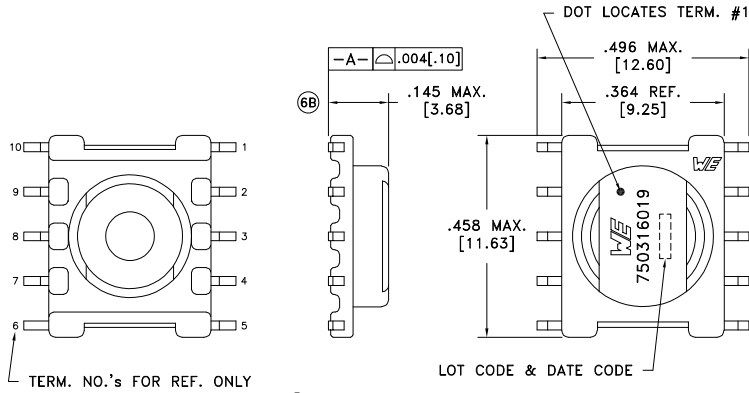 DOT LOCATES TERM. #1
-A- ⌓ .004[.10]
.496 MAX.
[12.60]
6B
.145 MAX.
[3.68]
.364 REF.
[9.25]
10
1
9
2
8
3
7
4
6
5
WE
.458 MAX.
[11.63]
WE
750316019
TERM. NO.'s FOR REF. ONLY
LOT CODE & DATE CODE